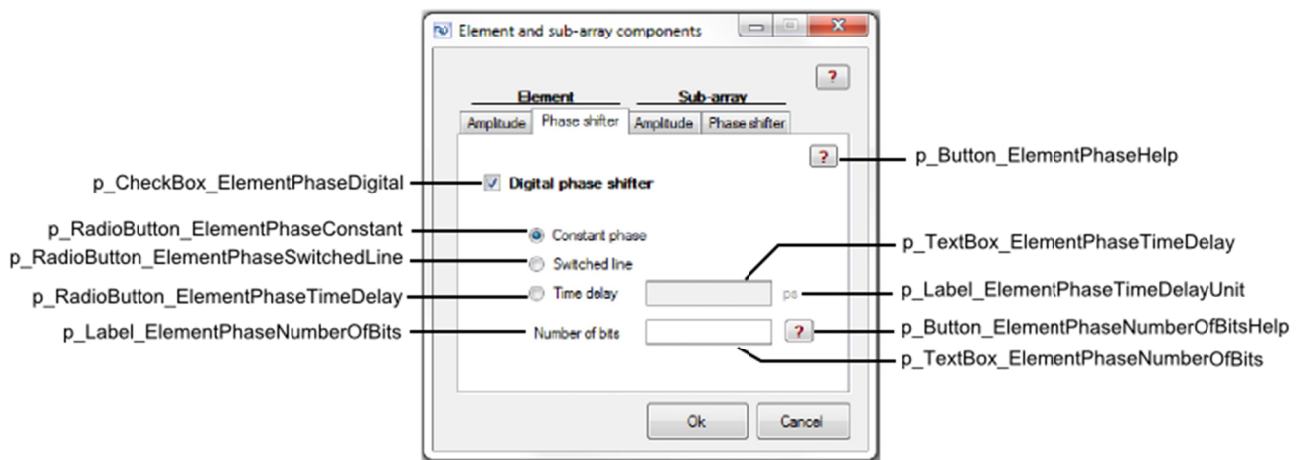 Element and sub-array components
?
Element Sub-array
Amplitude Phase shifter Amplitude Phase shifter
? p_Button_ElementPhaseHelp
p_CheckBox_ElementPhaseDigital Digital phase shifter
p_RadioButton_ElementPhaseConstant Constant phase
p_TextBox_ElementPhaseTimeDelay
p_RadioButton_ElementPhaseSwitchedLine Switched line
p_RadioButton_ElementPhaseTimeDelay Time delay ps p_Label_ElementPhaseTimeDelayUnit
p_Label_ElementPhaseNumberOfBits Number of bits ? p_Button_ElementPhaseNumberOfBitsHelp
p_TextBox_ElementPhaseNumberOfBits
Ok Cancel